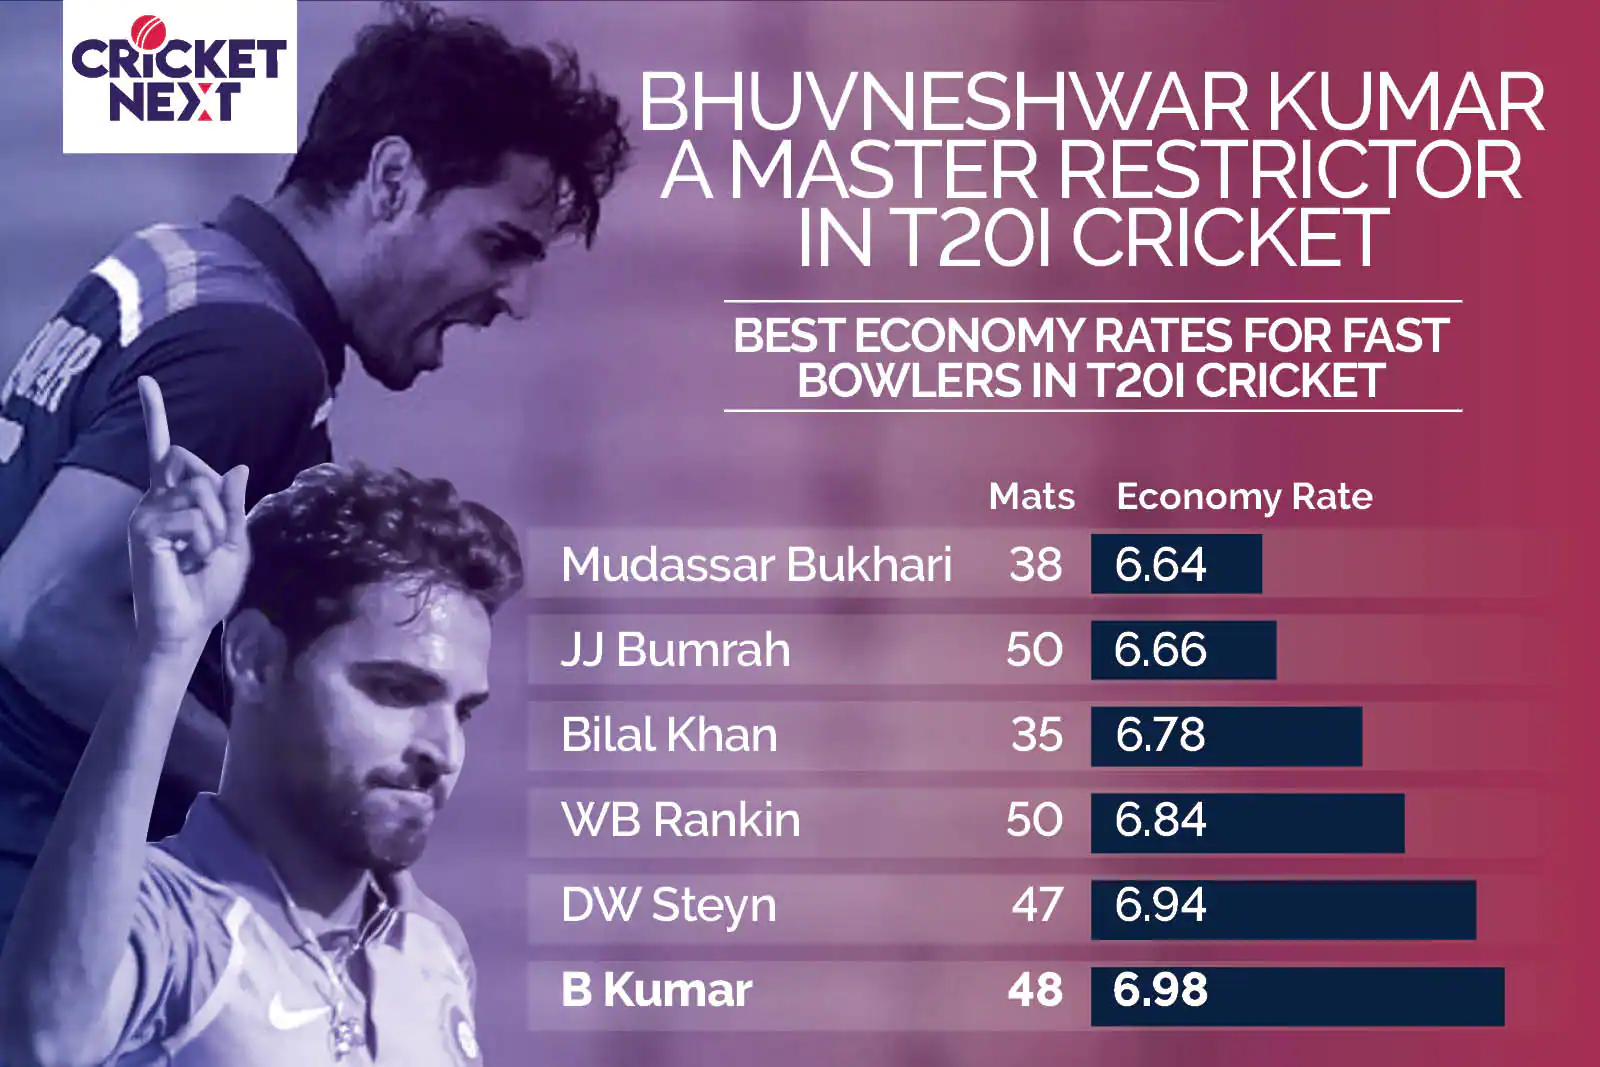 CRICKET
NEXT
BHUVNESHWAR KUMAR
A MASTER RESTRICTOR
IN T20I CRICKET
BEST ECONOMY RATES FOR FAST
BOWLERS IN T20I CRICKET
Mats Economy Rate
Mudassar Bukhari 38 6.64
JJ Bumrah 50 6.66
Bilal Khan 35 6.78
WB Rankin 50 6.84
DW Steyn 47 6.94
B Kumar 48 6.98